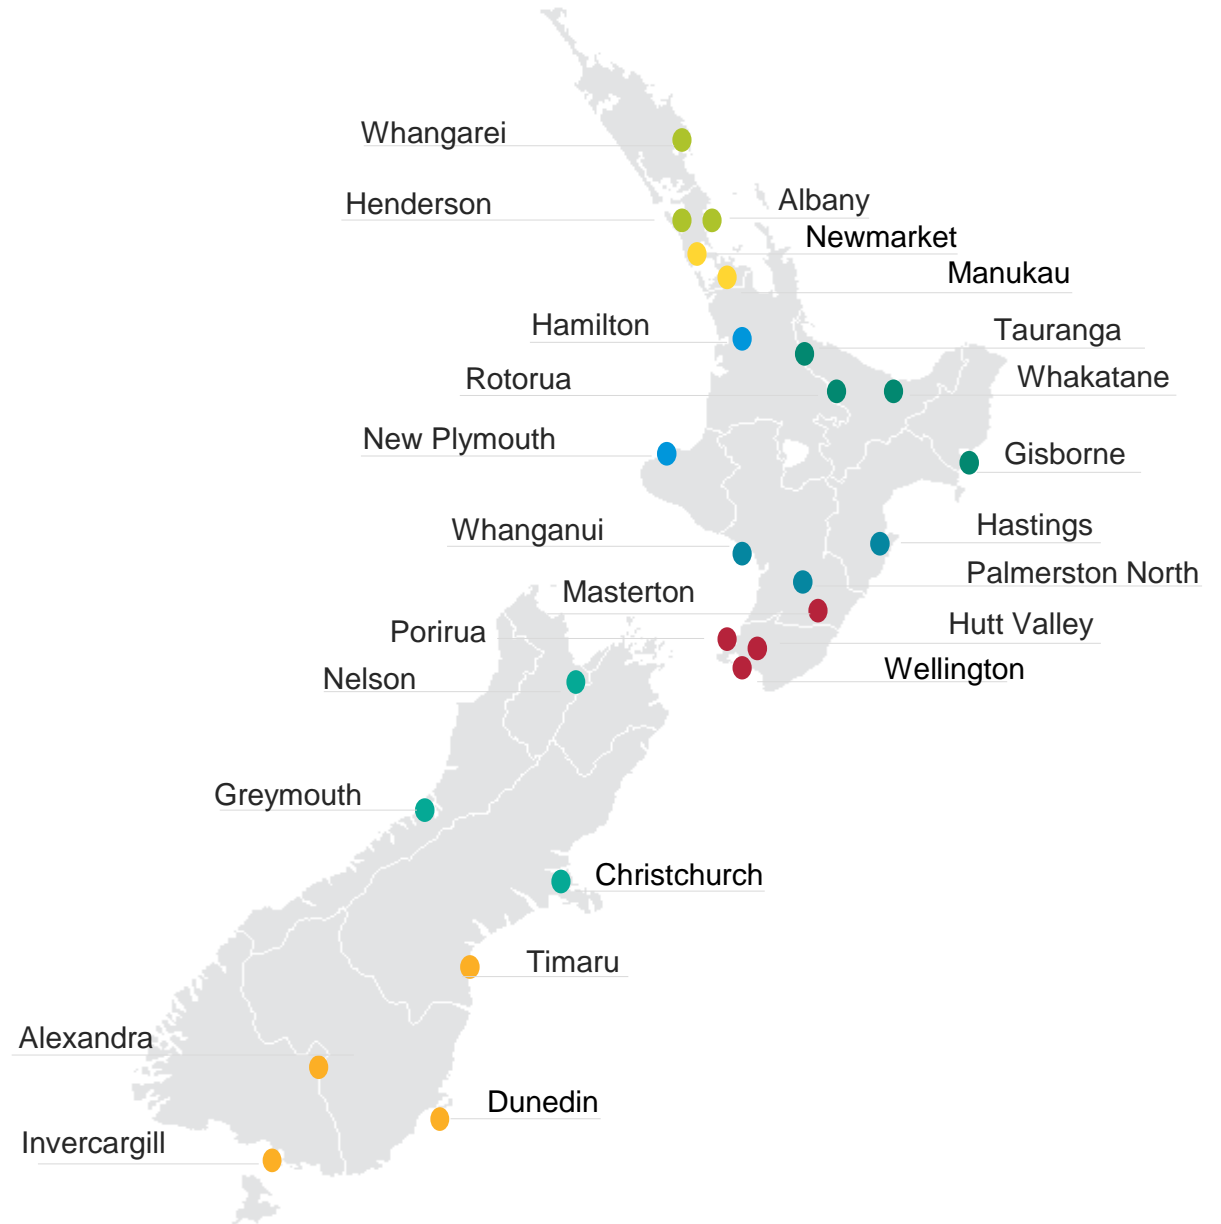 Whangarei
Henderson
Albany
Newmarket
Manukau
Hamilton
Tauranga
Rotorua
Whakatane
New Plymouth
Gisborne
Whanganui
Hastings
Palmerston North
Masterton
Hutt Valley
Porirua
Wellington
Nelson
Greymouth
Christchurch
Timaru
Alexandra
Dunedin
Invercargill